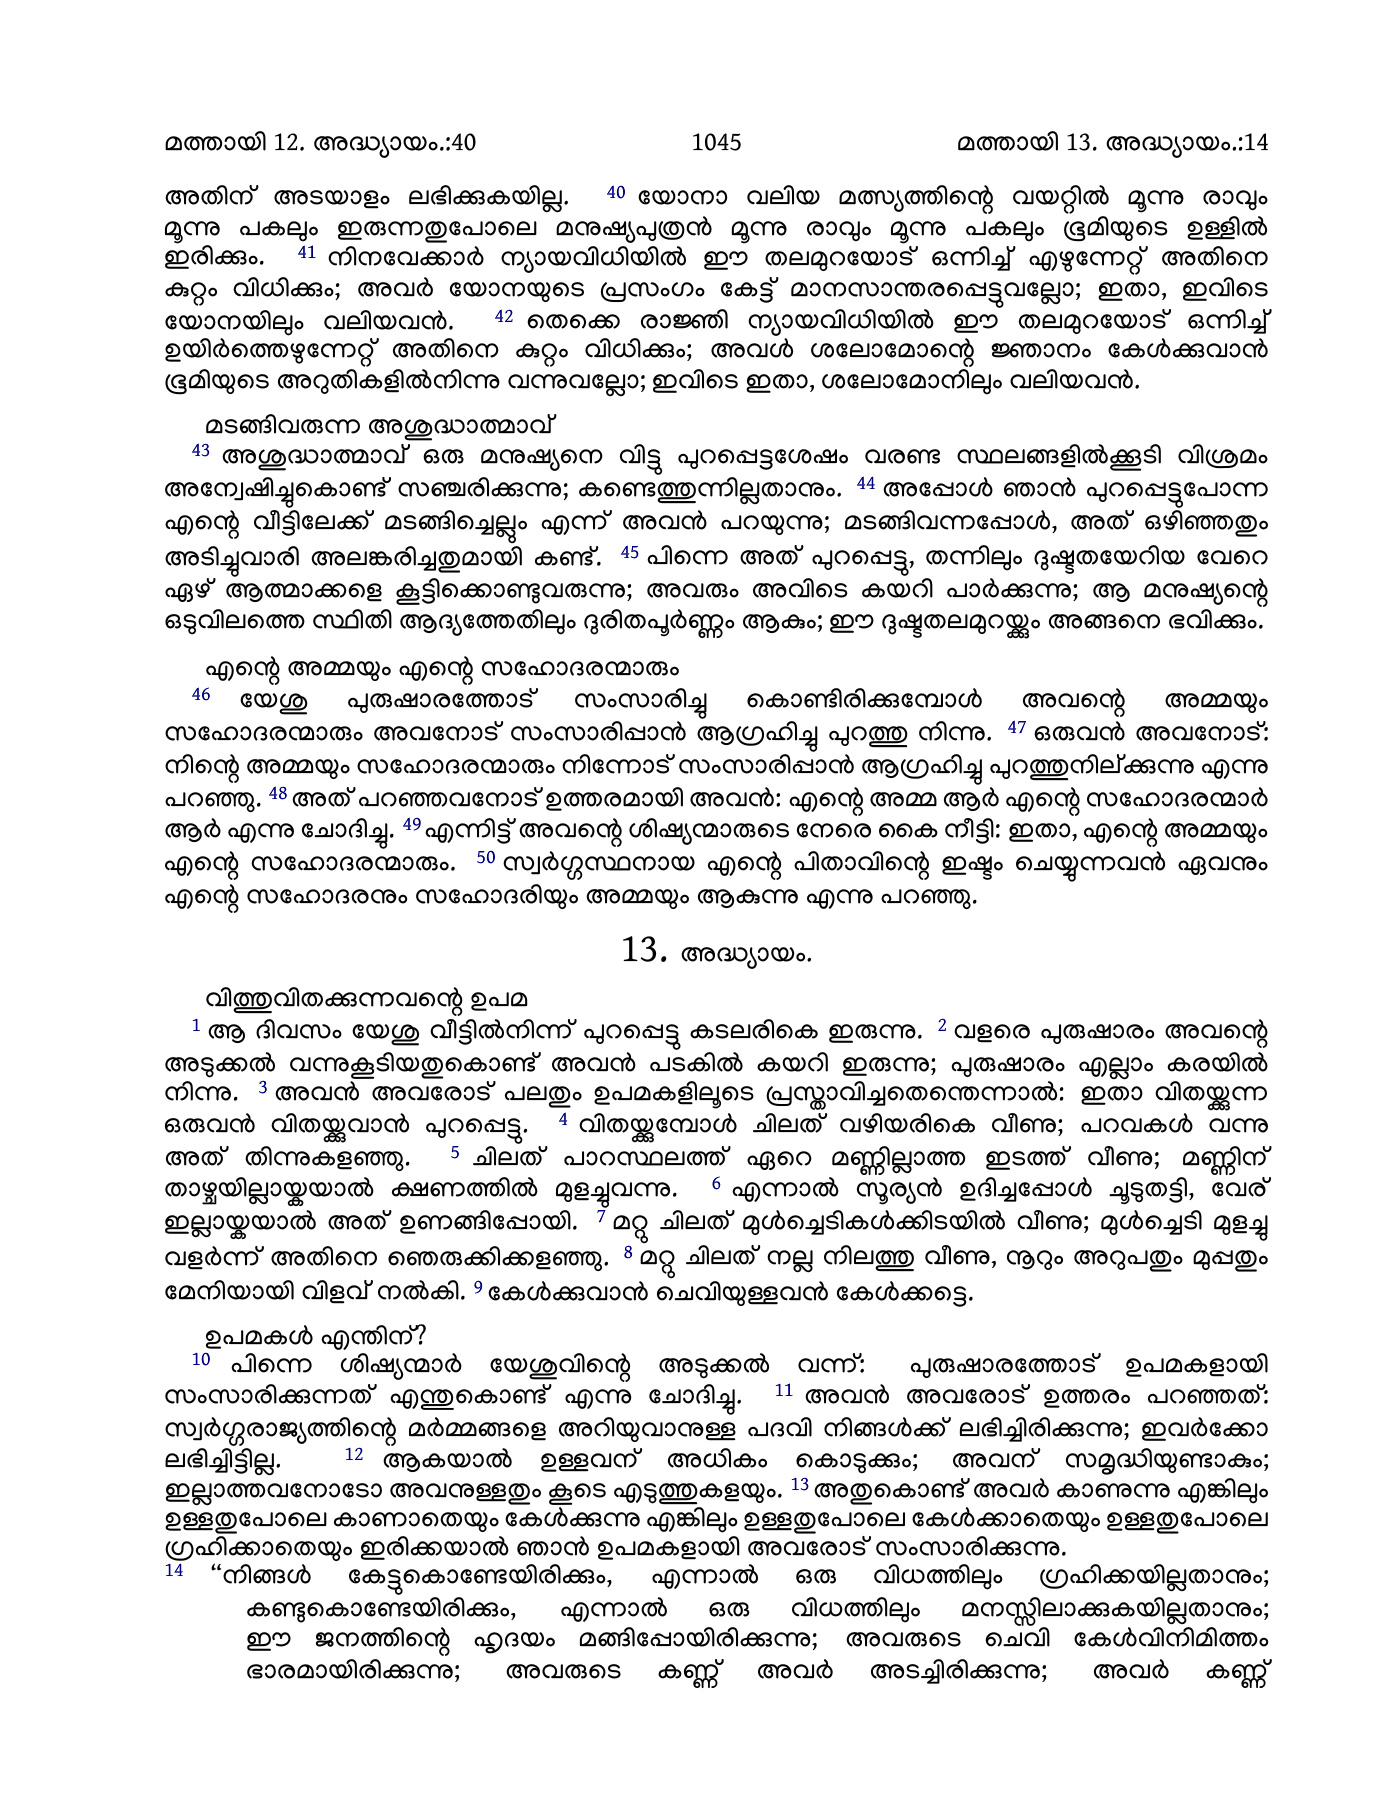 മത്തായി 12. അദ്ധ്യായം.:40 1045 മത്തായി 13. അദ്ധ്യായം.:14
അതിന് അടയാളം ലഭിക്കുകയില്ല. 40 യോനാ വലിയ മത്സ്യത്തിന്റെ വയറ്റിൽ മൂന്നു രാവും
മൂന്നു പകലും ഇരുന്നതുപോലെ മനുഷ്യപുത്രൻ മൂന്നു രാവും മൂന്നു പകലും ഭൂമിയുടെ ഉള്ളിൽ
ഇരിക്കും. 41 നിനവേക്കാർ ന്യായവിധിയിൽ ഈ തലമുറയോട് ഒന്നിച്ച് എഴുന്നേറ്റ് അതിനെ
കുറ്റം വിധിക്കും; അവർ യോനയുടെ പ്രസംഗം കേട്ട് മാനസാന്തരപ്പെട്ടുവല്ലോ; ഇതാ, ഇവിടെ
യോനയിലും വലിയവൻ. 42 തെക്കെ രാജ്ഞി ന്യായവിധിയിൽ ഈ തലമുറയോട് ഒന്നിച്ച്
ഉയിർത്തെഴുന്നേറ്റ് അതിനെ കുറ്റം വിധിക്കും; അവൾ ശലോമോന്റെ ജ്ഞാനം കേൾക്കുവാൻ
ഭൂമിയുടെ അറുതികളിൽനിന്നു വന്നുവല്ലോ; ഇവിടെ ഇതാ, ശലോമോനിലും വലിയവൻ.
മടങ്ങിവരുന്ന അശുദ്ധാത്മാവ്
43 അശുദ്ധാത്മാവ് ഒരു മനുഷ്യനെ വിട്ടു പുറപ്പെട്ടശേഷം വരണ്ട സ്ഥലങ്ങളിൽക്കൂടി വിശ്രമം
അന്വേഷിച്ചുകൊണ്ട് സഞ്ചരിക്കുന്നു; കണ്ടെത്തുന്നില്ലതാനും. 44 അപ്പോൾ ഞാൻ പുറപ്പെട്ടുപോന്ന
എന്റെ വീട്ടിലേക്ക് മടങ്ങിച്ചെല്ലും എന്ന് അവൻ പറയുന്നു; മടങ്ങിവന്നപ്പോൾ, അത് ഒഴിഞ്ഞതും
അടിച്ചുവാരി അലങ്കരിച്ചതുമായി കണ്ട്. 45 പിന്നെ അത് പുറപ്പെട്ടു, തന്നിലും ദുഷ്ടതയേറിയ വേറെ
ഏഴ് ആത്മാക്കളെ കൂട്ടിക്കൊണ്ടുവരുന്നു; അവരും അവിടെ കയറി പാർക്കുന്നു; ആ മനുഷ്യന്റെ
ഒടുവിലത്തെ സ്ഥിതി ആദ്യത്തേതിലും ദുരിതപൂർണ്ണം ആകും; ഈ ദുഷ്ടതലമുറയ്ക്കും അങ്ങനെ ഭവിക്കും.
എന്റെ അമ്മയും എന്റെ സഹോദരന്മാരും
46 യേശു പുരുഷാരത്തോട് സംസാരിച്ചു കൊണ്ടിരിക്കുമ്പോൾ അവന്റെ അമ്മയും
സഹോദരന്മാരും അവനോട് സംസാരിപ്പാൻ ആഗ്രഹിച്ചു പുറത്തു നിന്നു. 47 ഒരുവൻ അവനോട്:
നിന്റെ അമ്മയും സഹോദരന്മാരും നിന്നോട് സംസാരിപ്പാൻ ആഗ്രഹിച്ചു പുറത്തുനില്ക്കുന്നു എന്നു
പറഞ്ഞു. 48 അത് പറഞ്ഞവനോട് ഉത്തരമായി അവൻ: എന്റെ അമ്മ ആർ എന്റെ സഹോദരന്മാർ
ആർ എന്നു ചോദിച്ചു. 49 എന്നിട്ട് അവന്റെ ശിഷ്യന്മാരുടെ നേരെ കൈ നീട്ടി: ഇതാ, എന്റെ അമ്മയും
എന്റെ സഹോദരന്മാരും. 50 സ്വർഗ്ഗസ്ഥനായ എന്റെ പിതാവിന്റെ ഇഷ്ടം ചെയ്യുന്നവൻ ഏവനും
എന്റെ സഹോദരനും സഹോദരിയും അമ്മയും ആകുന്നു എന്നു പറഞ്ഞു.
13. അദ്ധ്യായം.
വിത്തുവിതക്കുന്നവന്റെ ഉപമ
1 ആ ദിവസം യേശു വീട്ടിൽനിന്ന് പുറപ്പെട്ടു കടലരികെ ഇരുന്നു. 2 വളരെ പുരുഷാരം അവന്റെ
അടുക്കൽ വന്നുകൂടിയതുകൊണ്ട് അവൻ പടകിൽ കയറി ഇരുന്നു; പുരുഷാരം എല്ലാം കരയിൽ
നിന്നു. 3 അവൻ അവരോട് പലതും ഉപമകളിലൂടെ പ്രസ്താവിച്ചതെന്തെന്നാൽ: ഇതാ വിതയ്ക്കുന്ന
ഒരുവൻ വിതയ്ക്കുവാൻ പുറപ്പെട്ടു. 4 വിതയ്ക്കുമ്പോൾ ചിലത് വഴിയരികെ വീണു; പറവകൾ വന്നു
അത് തിന്നുകളഞ്ഞു. 5 ചിലത് പാറസ്ഥലത്ത് ഏറെ മണ്ണില്ലാത്ത ഇടത്ത് വീണു; മണ്ണിന്
താഴ്ചയില്ലായ്കയാൽ ക്ഷണത്തിൽ മുളച്ചുവന്നു. 6 എന്നാൽ സൂര്യൻ ഉദിച്ചപ്പോൾ ചൂടുതട്ടി, വേര്
ഇല്ലായ്കയാൽ അത് ഉണങ്ങിപ്പോയി. 7 മറ്റു ചിലത് മുൾച്ചെടികൾക്കിടയിൽ വീണു; മുൾച്ചെടി മുളച്ചു
വളർന്ന് അതിനെ ഞെരുക്കിക്കളഞ്ഞു. 8 മറ്റു ചിലത് നല്ല നിലത്തു വീണു, നൂറും അറുപതും മുപ്പതും
മേനിയായി വിളവ് നൽകി. 9 കേൾക്കുവാൻ ചെവിയുള്ളവൻ കേൾക്കട്ടെ.
ഉപമകൾ എന്തിന്?
10 പിന്നെ ശിഷ്യന്മാർ യേശുവിന്റെ അടുക്കൽ വന്ന്: പുരുഷാരത്തോട് ഉപമകളായി
സംസാരിക്കുന്നത് എന്തുകൊണ്ട് എന്നു ചോദിച്ചു. 11 അവൻ അവരോട് ഉത്തരം പറഞ്ഞത്:
സ്വർഗ്ഗരാജ്യത്തിന്റെ മർമ്മങ്ങളെ അറിയുവാനുള്ള പദവി നിങ്ങൾക്ക് ലഭിച്ചിരിക്കുന്നു; ഇവർക്കോ
ലഭിച്ചിട്ടില്ല. 12 ആകയാൽ ഉള്ളവന് അധികം കൊടുക്കും; അവന് സമൃദ്ധിയുണ്ടാകും;
ഇല്ലാത്തവനോടോ അവനുള്ളതും കൂടെ എടുത്തുകളയും. 13 അതുകൊണ്ട് അവർ കാണുന്നു എങ്കിലും
ഉള്ളതുപോലെ കാണാതെയും കേൾക്കുന്നു എങ്കിലും ഉള്ളതുപോലെ കേൾക്കാതെയും ഉള്ളതുപോലെ
ഗ്രഹിക്കാതെയും ഇരിക്കയാൽ ഞാൻ ഉപമകളായി അവരോട് സംസാരിക്കുന്നു.
14 “നിങ്ങൾ കേട്ടുകൊണ്ടേയിരിക്കും, എന്നാൽ ഒരു വിധത്തിലും ഗ്രഹിക്കയില്ലതാനും;
കണ്ടുകൊണ്ടേയിരിക്കും, എന്നാൽ ഒരു വിധത്തിലും മനസ്സിലാക്കുകയില്ലതാനും;
ഈ ജനത്തിന്റെ ഹൃദയം മങ്ങിപ്പോയിരിക്കുന്നു; അവരുടെ ചെവി കേൾവിനിമിത്തം
ഭാരമായിരിക്കുന്നു; അവരുടെ കണ്ണ് അവർ അടച്ചിരിക്കുന്നു; അവർ കണ്ണ്